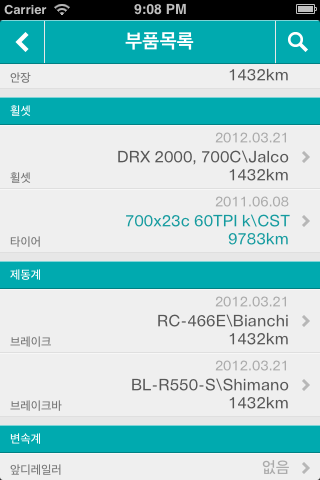 Carrier 9:08 PM
부품목록
안장 1432km
휠셋
2012.03.21
DRX 2000, 700C\Jalco
휠셋 1432km
2011.06.08
700x23c 60TPI k\CST
타이어 9783km
제동계
2012.03.21
RC-466E\Bianchi
브레이크 1432km
2012.03.21
BL-R550-S\Shimano
브레이크바 1432km
변속계
앞디레일러 없음